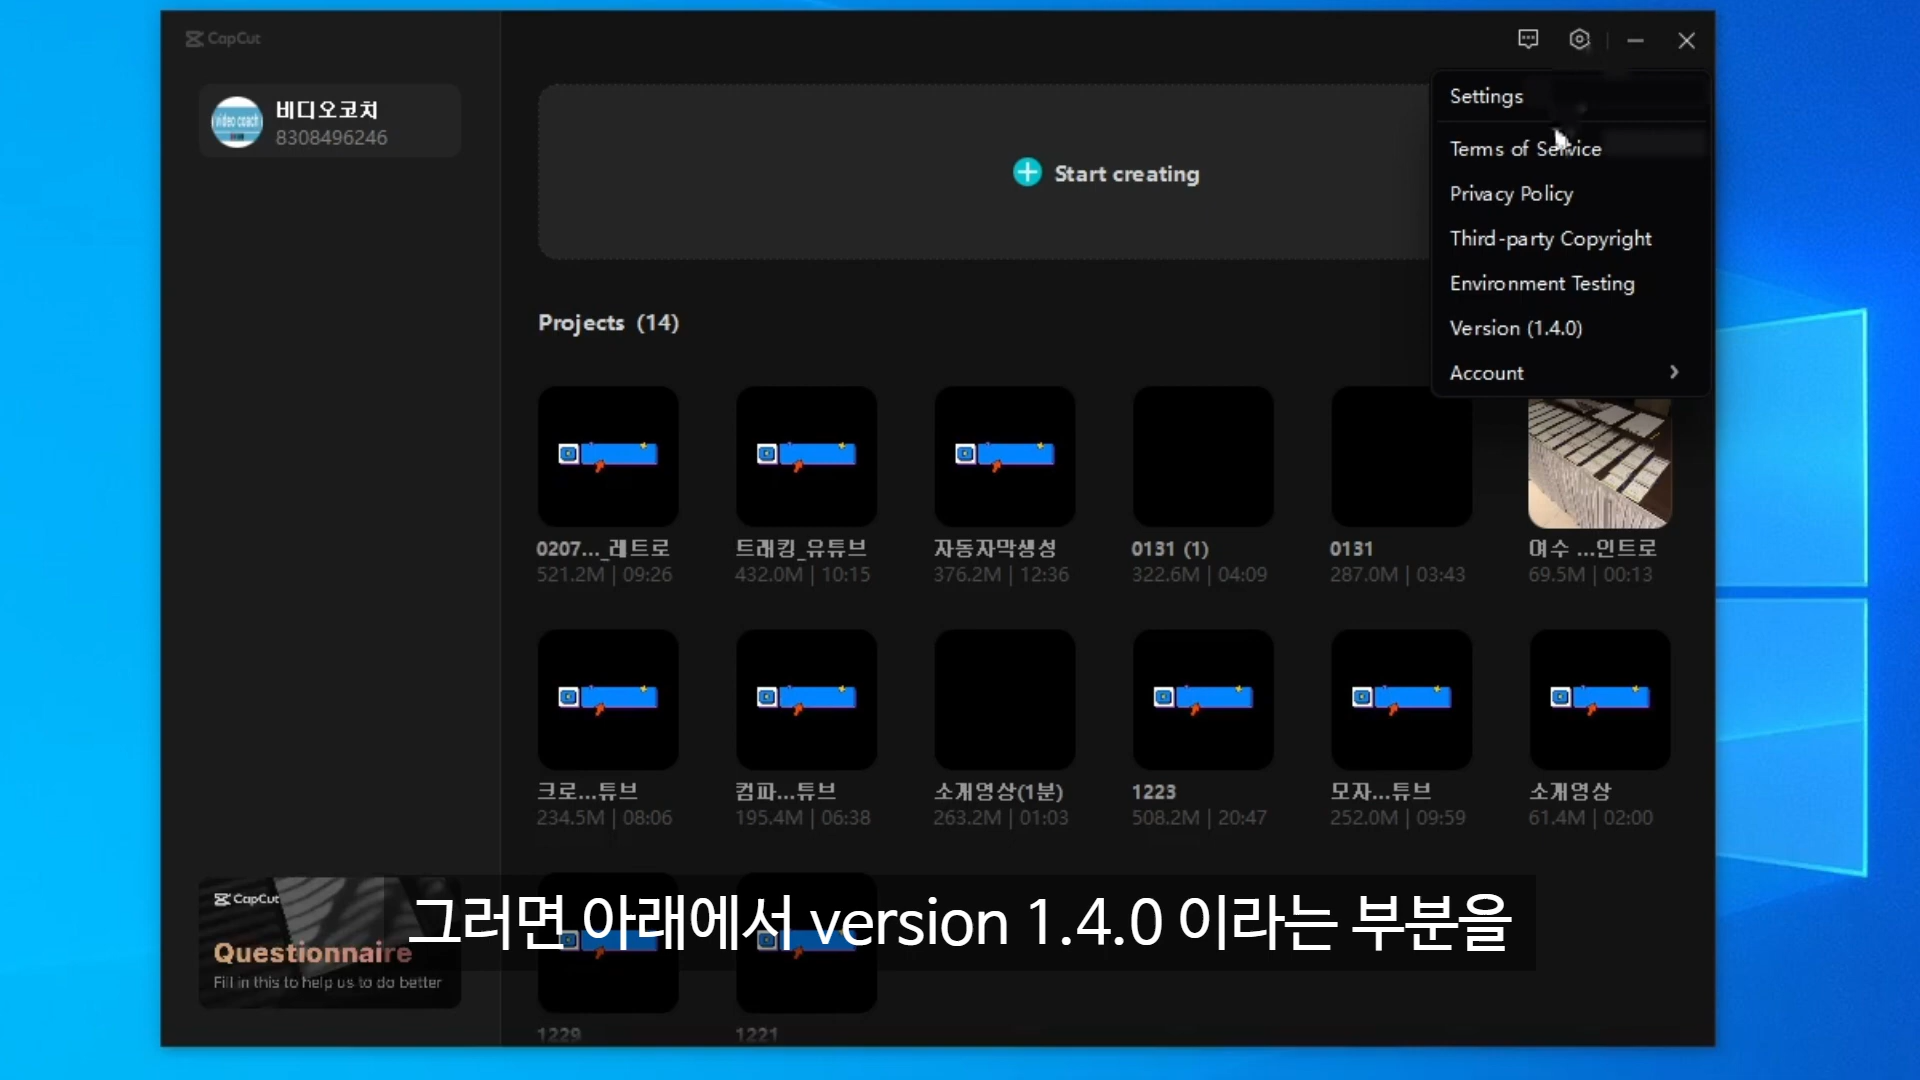 CapCut
비디오코치
8308496246
Start creating
Settings
Terms of Service
Privacy Policy
Third-party Copyright
Environment Testing
Version (1.4.0)
Account
Projects (14)
0207..._레트로
521.2M | 09:26
트래킹_유튜브
432.0M | 10:15
자동자막생성
376.2M | 12:36
0131 (1)
322.6M | 04:09
0131
287.0M | 03:43
여수 ...인트로
69.5M | 00:13
크로...튜브
234.5M | 08:06
컴파...튜브
195.4M | 06:38
소개영상(1분)
263.2M | 01:03
1223
508.2M | 20:47
모자...튜브
252.0M | 09:59
소개영상
61.4M | 02:00
CapCut
Questionnaire
Fill in this to help us to do better
그러면 아래에서 version 1.4.0 이라는 부분을
1229
1221